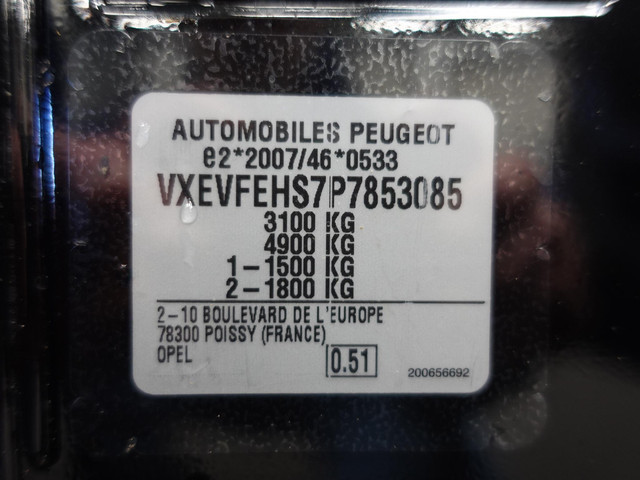 AUTOMOBILES PEUGEOT
e2*2007/46*0533
VXEVFEHS7P7853085
3100 KG
4900 KG
1-1500 KG
2-1800 KG
2-10 BOULEVARD DE L'EUROPE
78300 POISSY (FRANCE)
OPEL
0.51
200656692